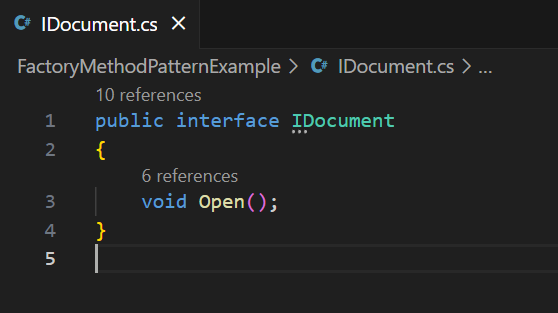 C# IDocument.cs ×
FactoryMethodPatternExample > C# IDocument.cs > ...
10 references
1 public interface IDocument
2 {
6 references
3 void Open();
4 }
5